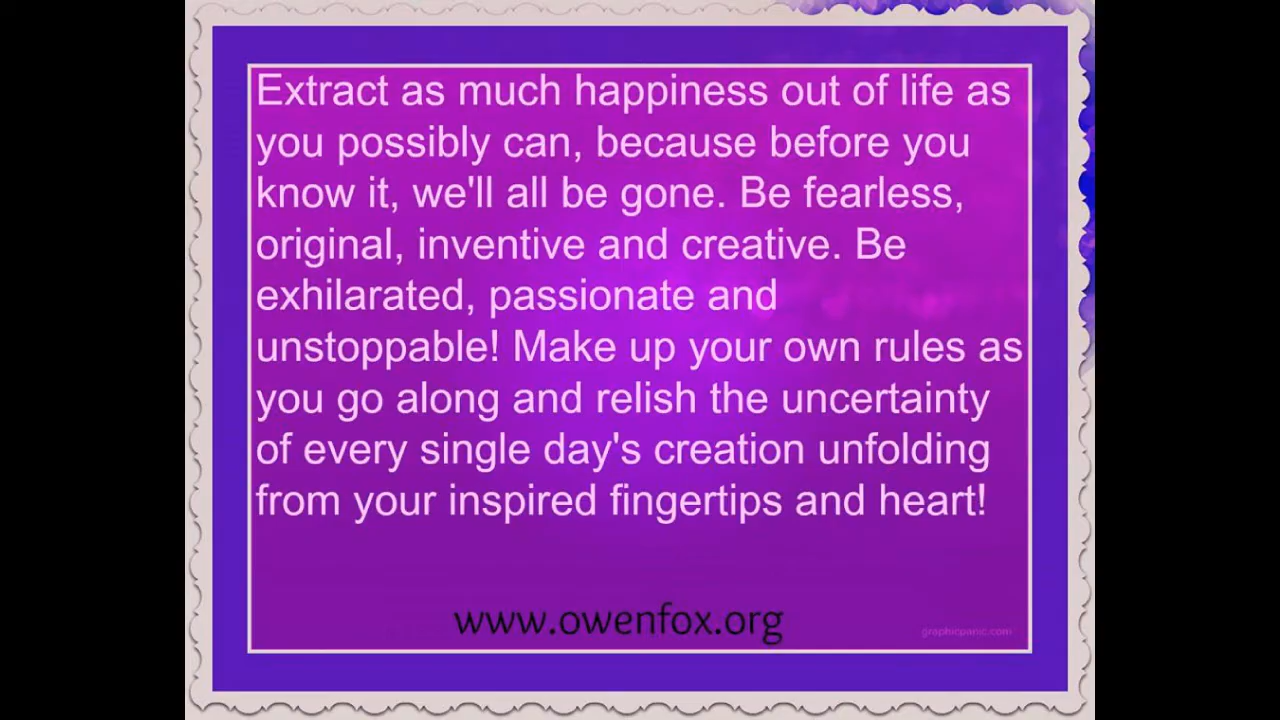 Extract as much happiness out of life as
you possibly can, because before you
know it, we'll all be gone. Be fearless,
original, inventive and creative. Be
exhilarated, passionate and
unstoppable! Make up your own rules as
you go along and relish the uncertainty
of every single day's creation unfolding
from your inspired fingertips and heart!
www.owenfox.org
graphicpanic.com